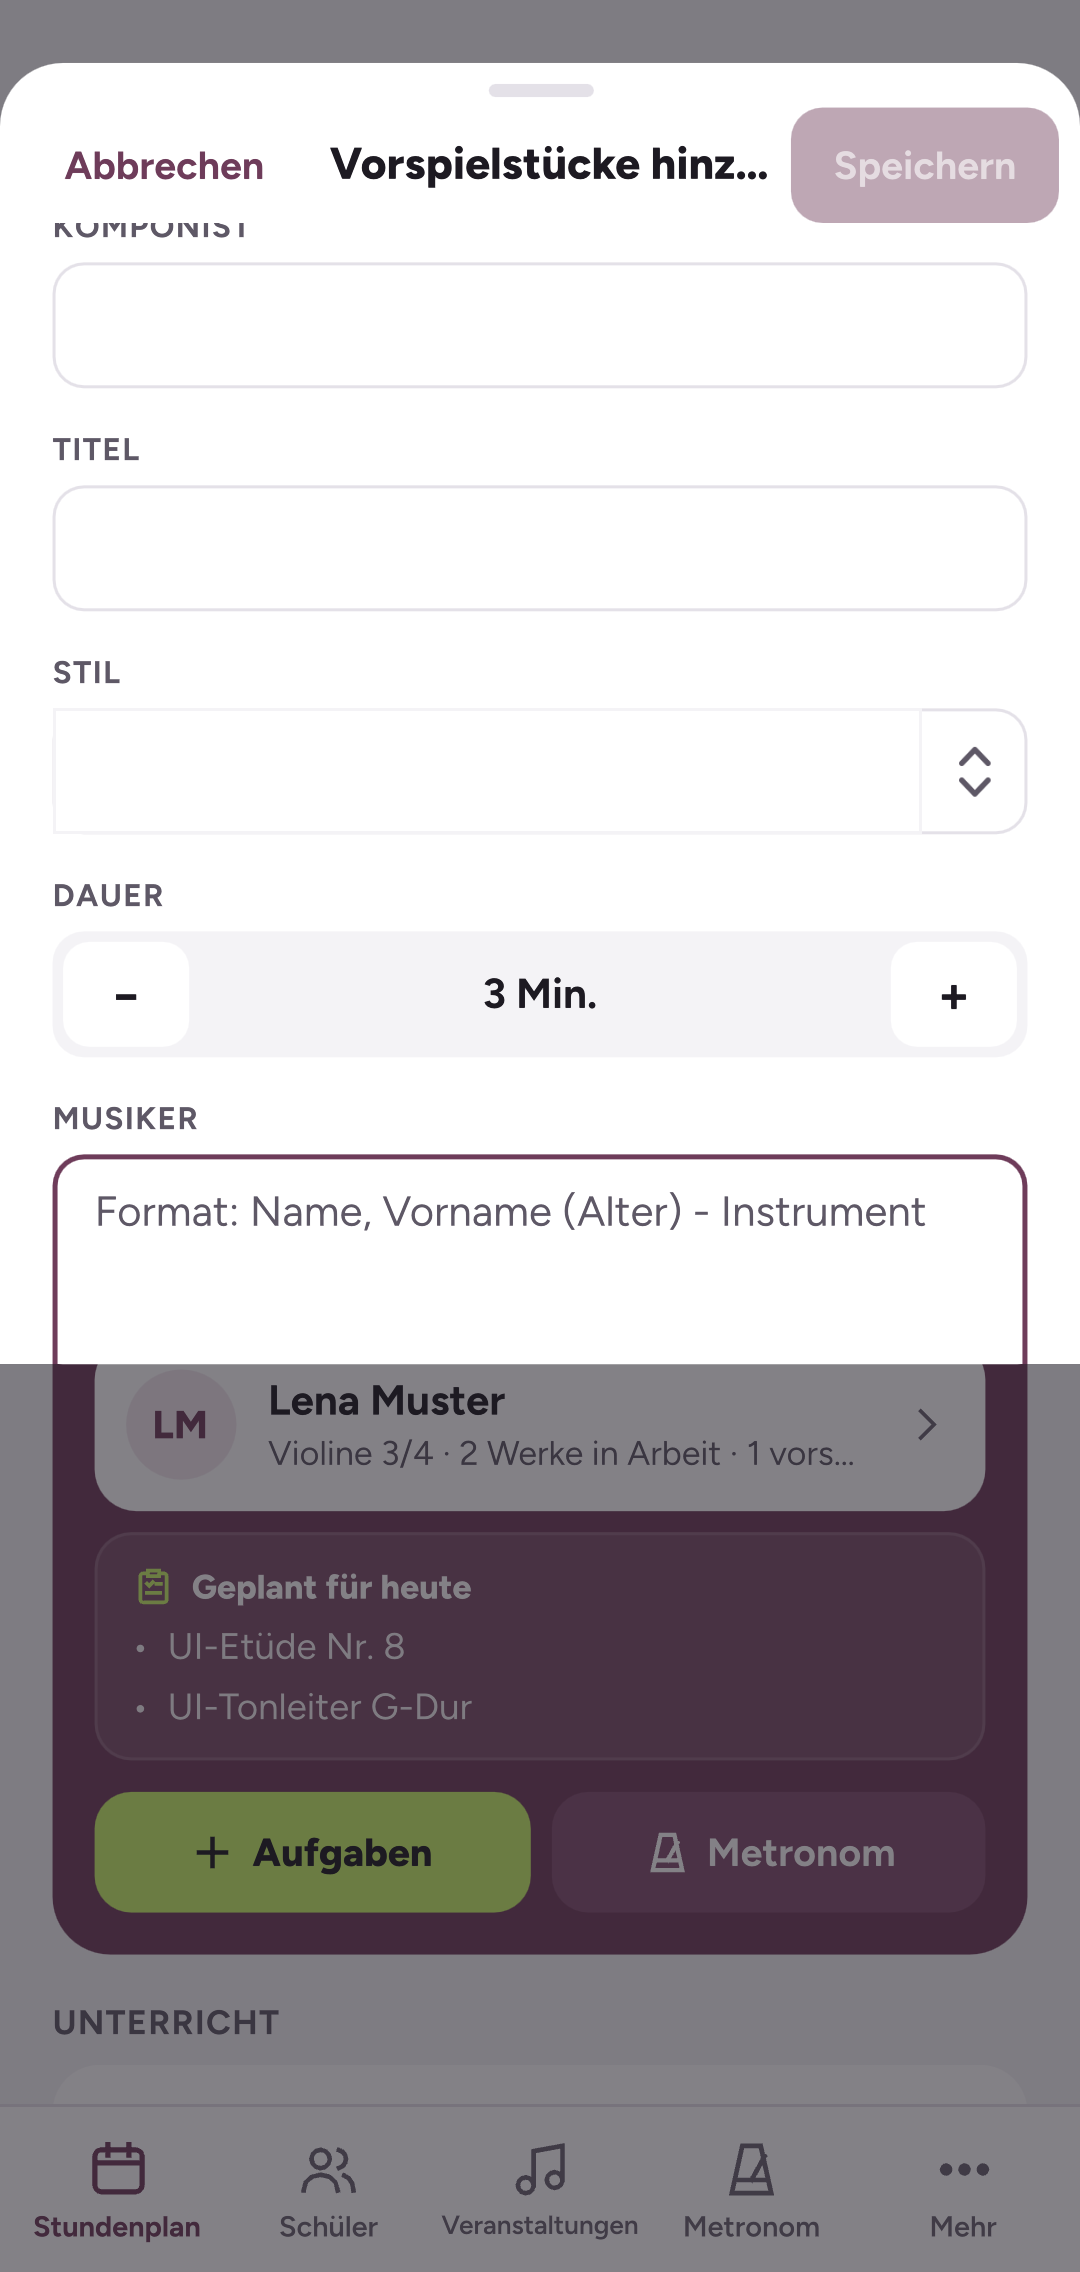 Abbrechen
Vorspielstücke hinz...
Speichern
KOMPONIST
TITEL
STIL
DAUER
–
3 Min.
+
MUSIKER
Format: Name, Vorname (Alter) - Instrument
LM
Lena Muster
Violine 3/4 · 2 Werke in Arbeit · 1 vors...
Geplant für heute
• UI-Etüde Nr. 8
• UI-Tonleiter G-Dur
+ Aufgaben
Metronom
UNTERRICHT
Stundenplan
Schüler
Veranstaltungen
Metronom
Mehr